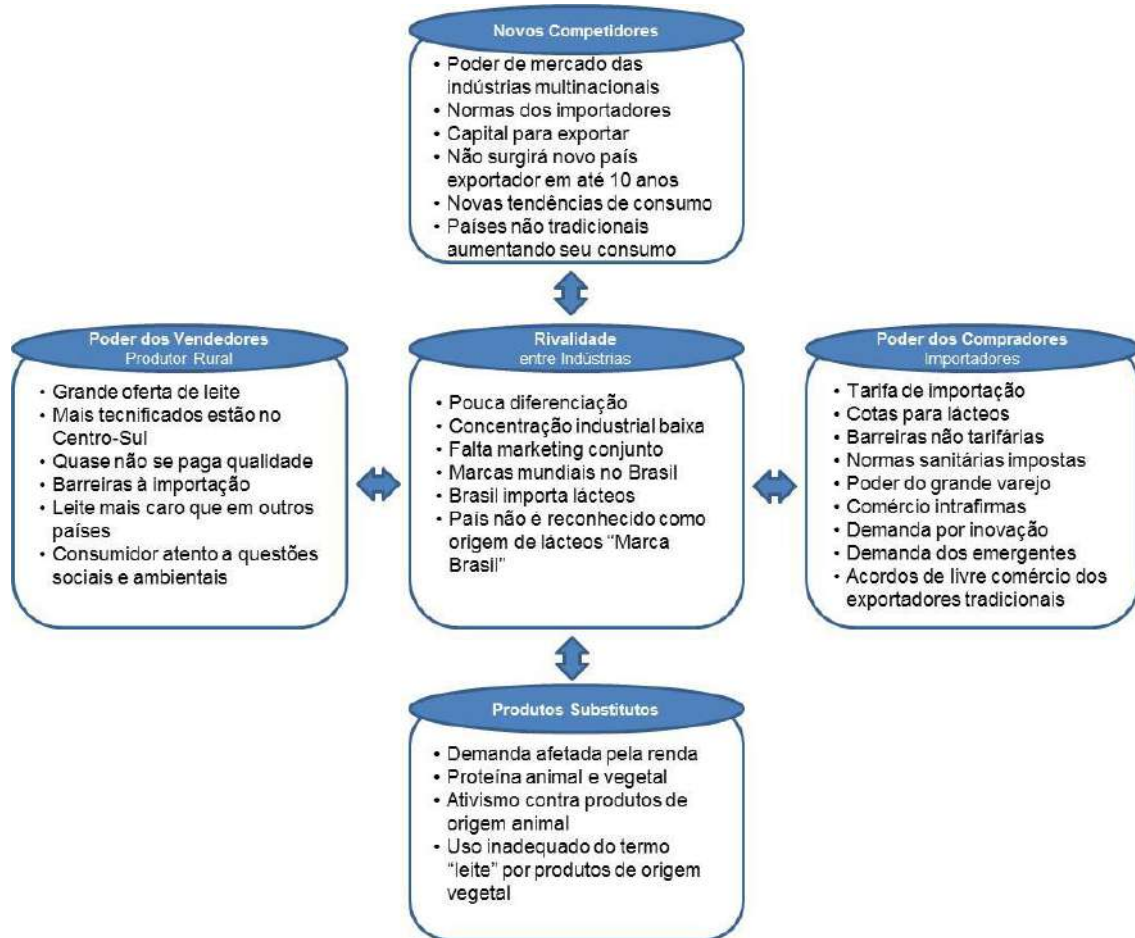 Novos Competidores
• Poder de mercado das
indústrias multinacionais
• Normas dos importadores
• Capital para exportar
• Não surgirá novo país
exportador em até 10 anos
• Novas tendências de consumo
• Países não tradicionais
aumentando seu consumo
Poder dos Vendedores
Produtor Rural
• Grande oferta de leite
• Mais tecnificados estão no
Centro-Sul
• Quase não se paga qualidade
• Barreiras à importação
• Leite mais caro que em outros
países
• Consumidor atento a questões
sociais e ambientais
Rivalidade
entre Indústrias
• Pouca diferenciação
• Concentração industrial baixa
• Falta marketing conjunto
• Marcas mundiais no Brasil
• Brasil importa lácteos
• País não é reconhecido como
origem de lácteos “Marca
Brasil”
Poder dos Compradores
Importadores
• Tarifa de importação
• Cotas para lácteos
• Barreiras não tarifárias
• Normas sanitárias impostas
• Poder do grande varejo
• Comércio intrafirmas
• Demanda por inovação
• Demanda dos emergentes
• Acordos de livre comércio dos
exportadores tradicionais
Produtos Substitutos
• Demanda afetada pela renda
• Proteína animal e vegetal
• Ativismo contra produtos de
origem animal
• Uso inadequado do termo
“leite” por produtos de origem
vegetal